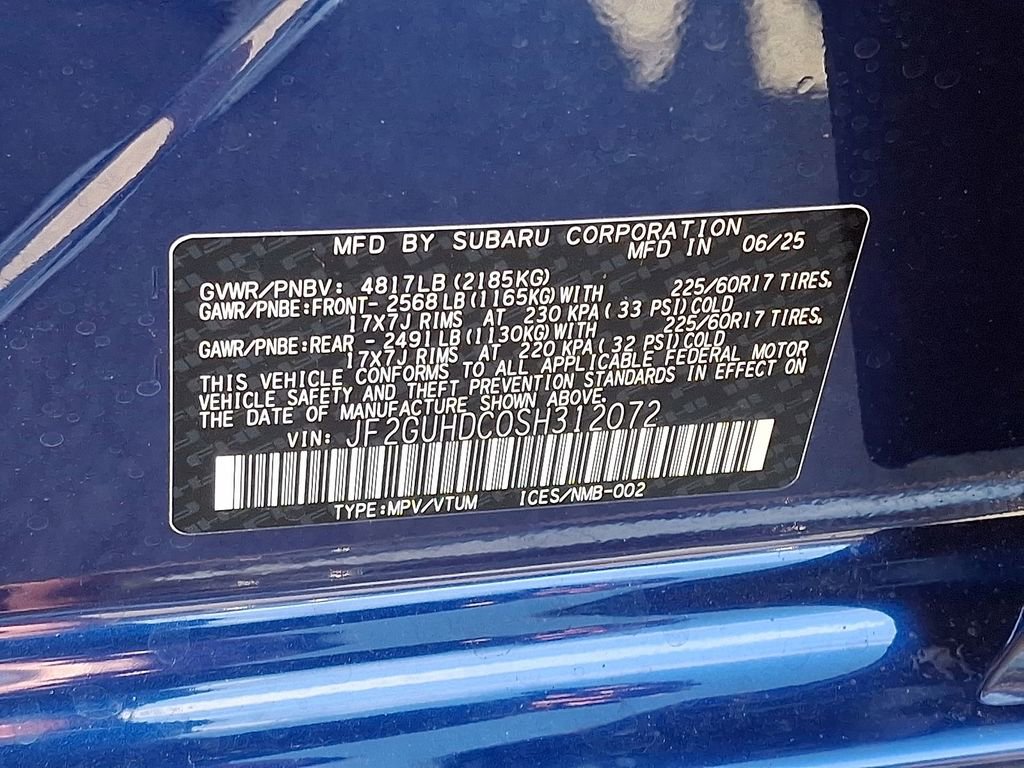 MFD BY SUBARU CORPORATION
MFD IN 06/25
GVWR/PNBV: 4817LB (2185KG)
GAWR/PNBE:FRONT- 2568 LB (1165KG) WITH 225/60R17 TIRES,
17X7J RIMS AT 230 KPA ( 33 PSI) COLD
GAWR/PNBE:REAR - 2491 LB (1130KG) WITH 225/60R17 TIRES,
17X7J RIMS AT 220 KPA ( 32 PSI) COLD
THIS VEHICLE CONFORMS TO ALL APPLICABLE FEDERAL MOTOR
VEHICLE SAFETY AND THEFT PREVENTION STANDARDS IN EFFECT ON
THE DATE OF MANUFACTURE SHOWN ABOVE.
VIN: JF2GUHDC0SH312072
TYPE:MPV/VTUM ICES/NMB-002